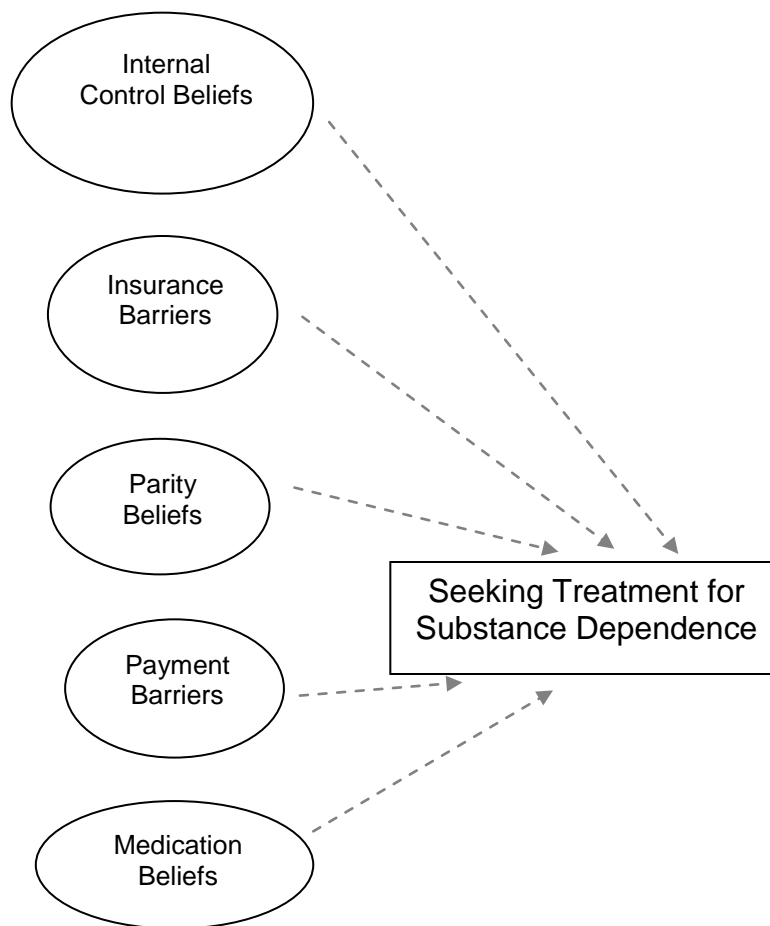 Internal
Control Beliefs
Insurance
Barriers
Parity
Beliefs
Seeking Treatment for
Substance Dependence
Payment
Barriers
Medication
Beliefs